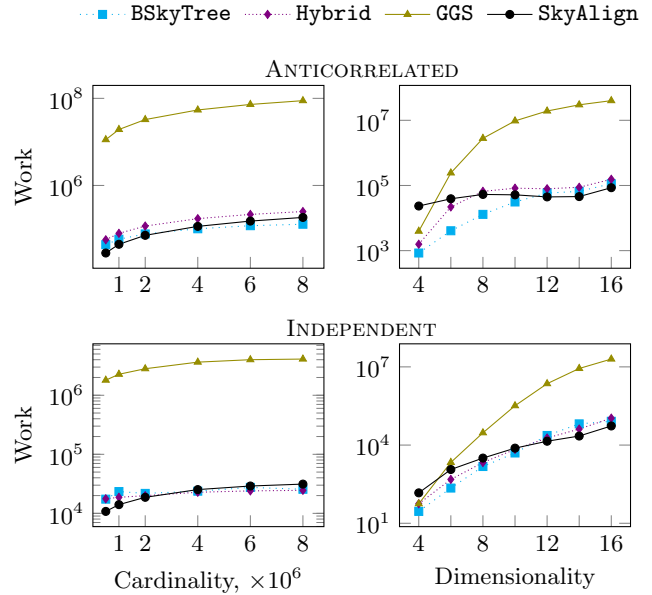 BSkyTree Hybrid GGS SkyAlign
ANTICORRELATED
Work
10^8
10^6
1 2 4 6 8
10^7
10^5
10^3
4 8 12 16
INDEPENDENT
Work
10^6
10^5
10^4
1 2 4 6 8
Cardinality, ×10^6
10^7
10^4
10^1
4 8 12 16
Dimensionality